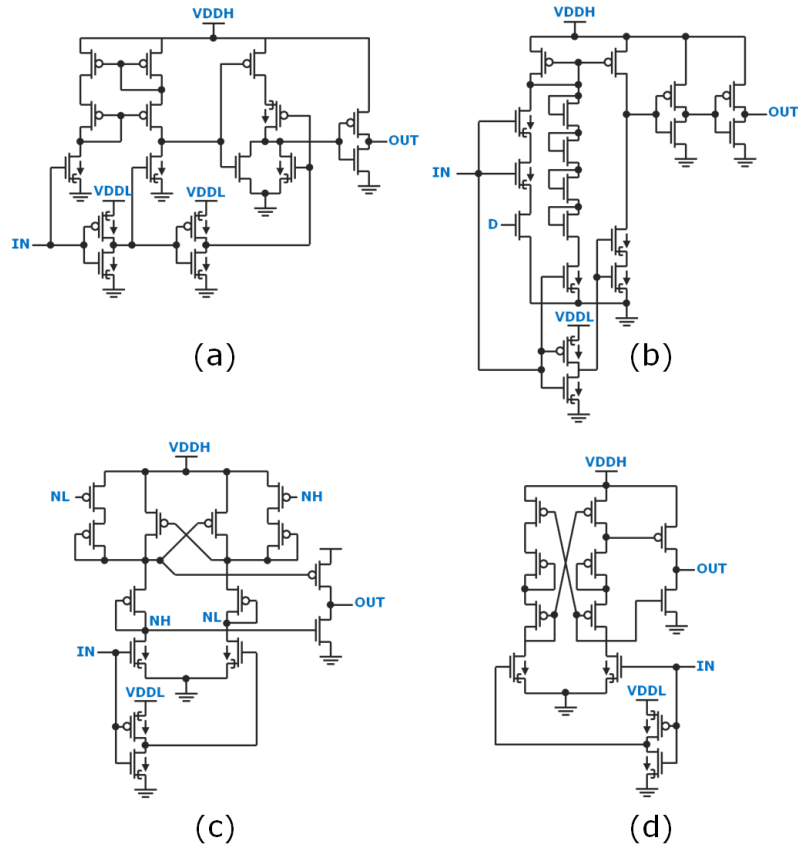 VDDH
VDDL
VDDL
IN
OUT
(a)
VDDH
IN
D
VDDL
OUT
(b)
VDDH
NL
NH
NH
NL
IN
VDDL
OUT
(c)
VDDH
OUT
IN
VDDL
(d)